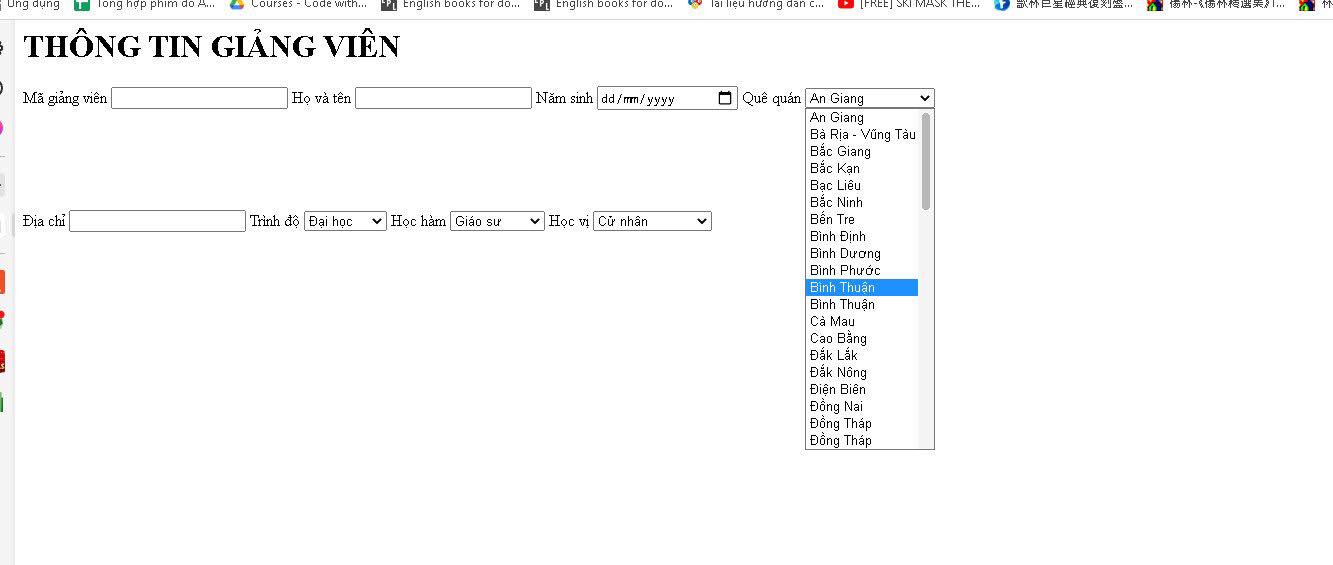 Ứng dụng Tổng hợp phím do A... Courses - Code with... English books for do... English books for do... Tài liệu hướng dẫn c... [FREE] SKI MASK THE...
THÔNG TIN GIẢNG VIÊN
Mã giảng viên Họ và tên Năm sinh dd/mm/yyyy Quê quán An Giang
An Giang
Bà Rịa - Vũng Tàu
Bắc Giang
Bắc Kạn
Bạc Liêu
Bắc Ninh
Bến Tre
Bình Định
Bình Dương
Bình Phước
Bình Thuận
Bình Thuận
Cà Mau
Cao Bằng
Đắk Lắk
Đắk Nông
Điện Biên
Đồng Nai
Đồng Tháp
Đồng Tháp
Địa chỉ Trình độ Đại học Học hàm Giáo sư Học vị Cử nhân